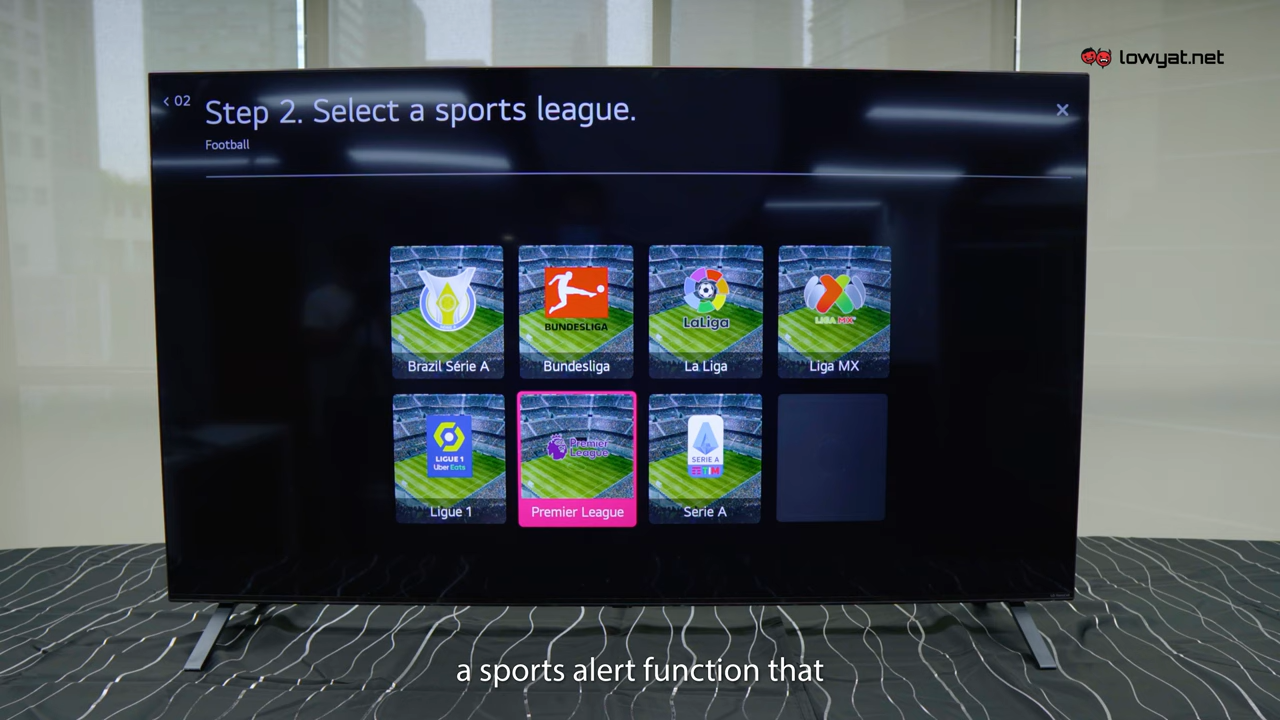 lowyat.net
< 02
Step 2. Select a sports league.
Football
BUNDESLIGA
LaLiga
LIGA MX
Brazil Série A
Bundesliga
La Liga
Liga MX
LIGUE 1
Uber Eats
Premier
League
SERIE A
TIM
Ligue 1
Premier League
Serie A
a sports alert function that